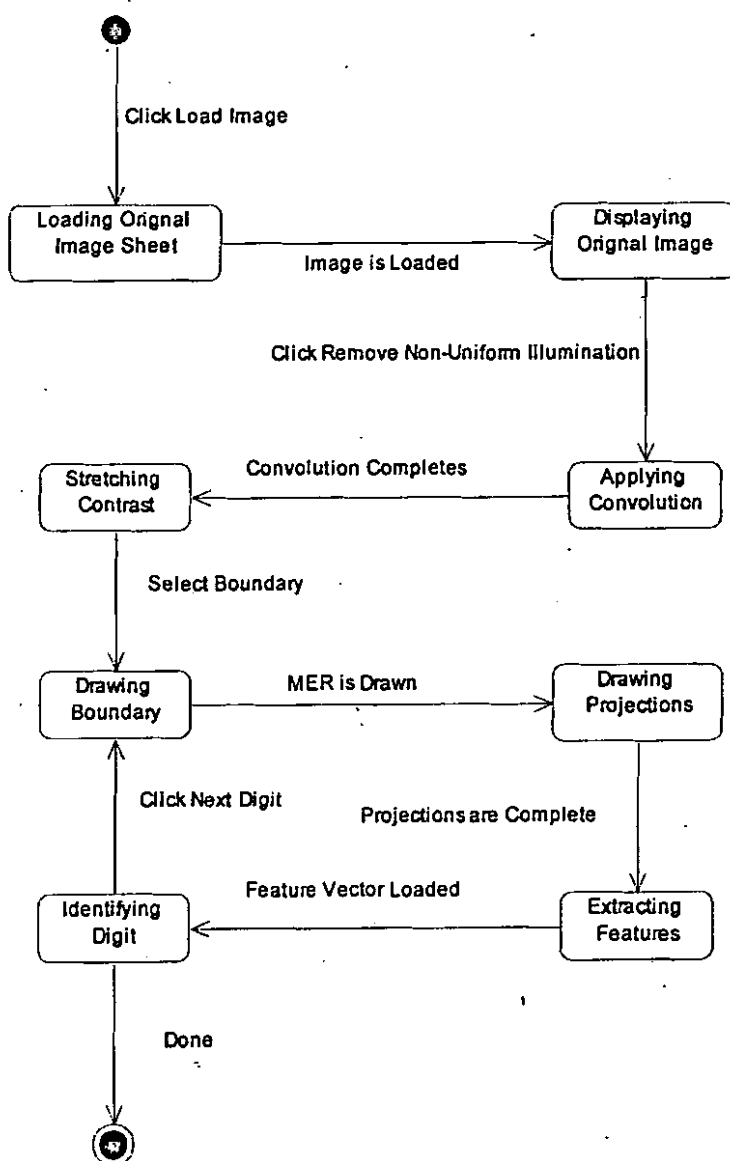 Click Load Image
Loading Orignal
Image Sheet
Image is Loaded
Displaying
Orignal Image
Click Remove Non-Uniform Illumination
Applying
Convolution
Convolution Completes
Stretching
Contrast
Select Boundary
Drawing
Boundary
MER is Drawn
Drawing
Projections
Projections are Complete
Extracting
Features
Feature Vector Loaded
Identifying
Digit
Click Next Digit
Done